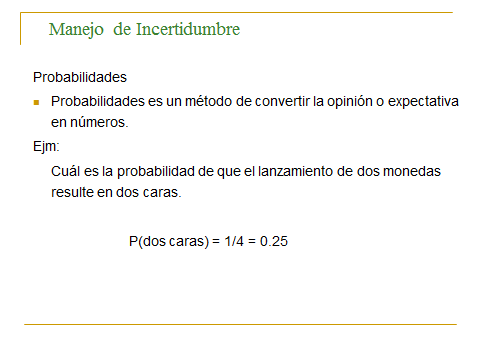 Manejo de Incertidumbre
Probabilidades
Probabilidades es un método de convertir la opinión o expectativa
en números.
Ejm:
Cuál es la probabilidad de que el lanzamiento de dos monedas
resulte en dos caras.
P(dos caras) = 1/4 = 0.25